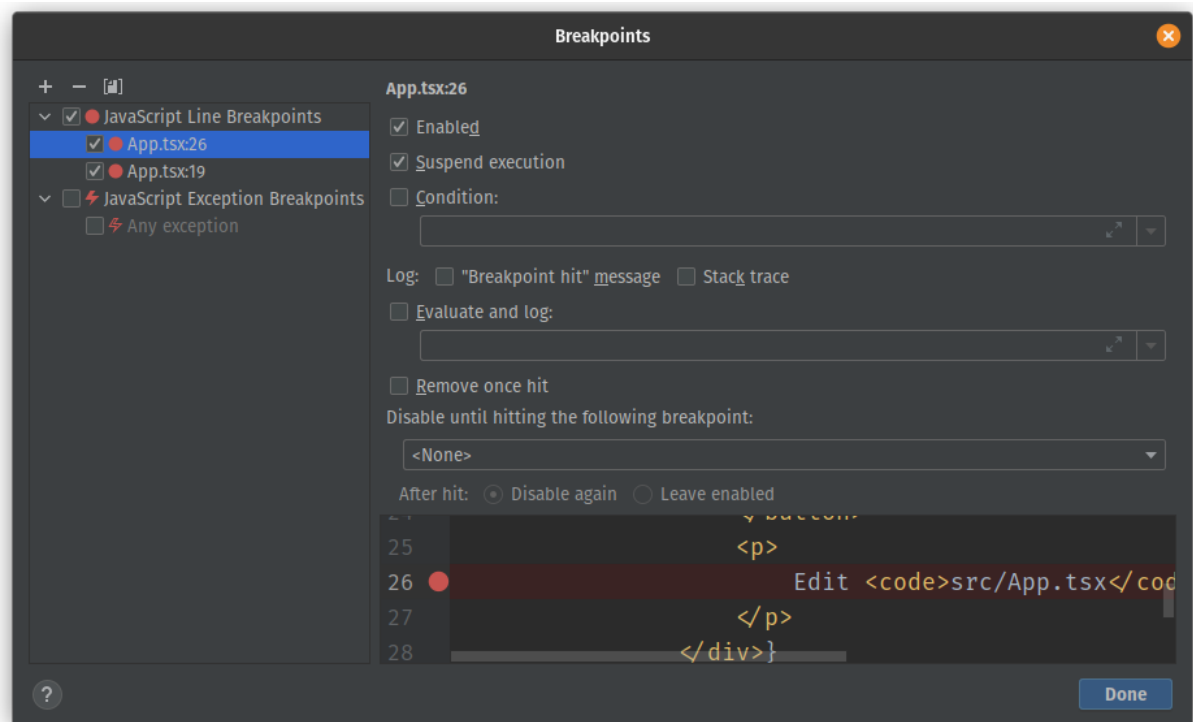 Breakpoints
App.tsx:26
JavaScript Line Breakpoints
App.tsx:26
App.tsx:19
JavaScript Exception Breakpoints
Any exception
Enabled
Suspend execution
Condition:
Log: "Breakpoint hit" message Stack trace
Evaluate and log:
Remove once hit
Disable until hitting the following breakpoint:
<None>
After hit: Disable again Leave enabled
24 </button>
25 <p>
26 Edit <code>src/App.tsx</cod
27 </p>
28 </div>}
? Done